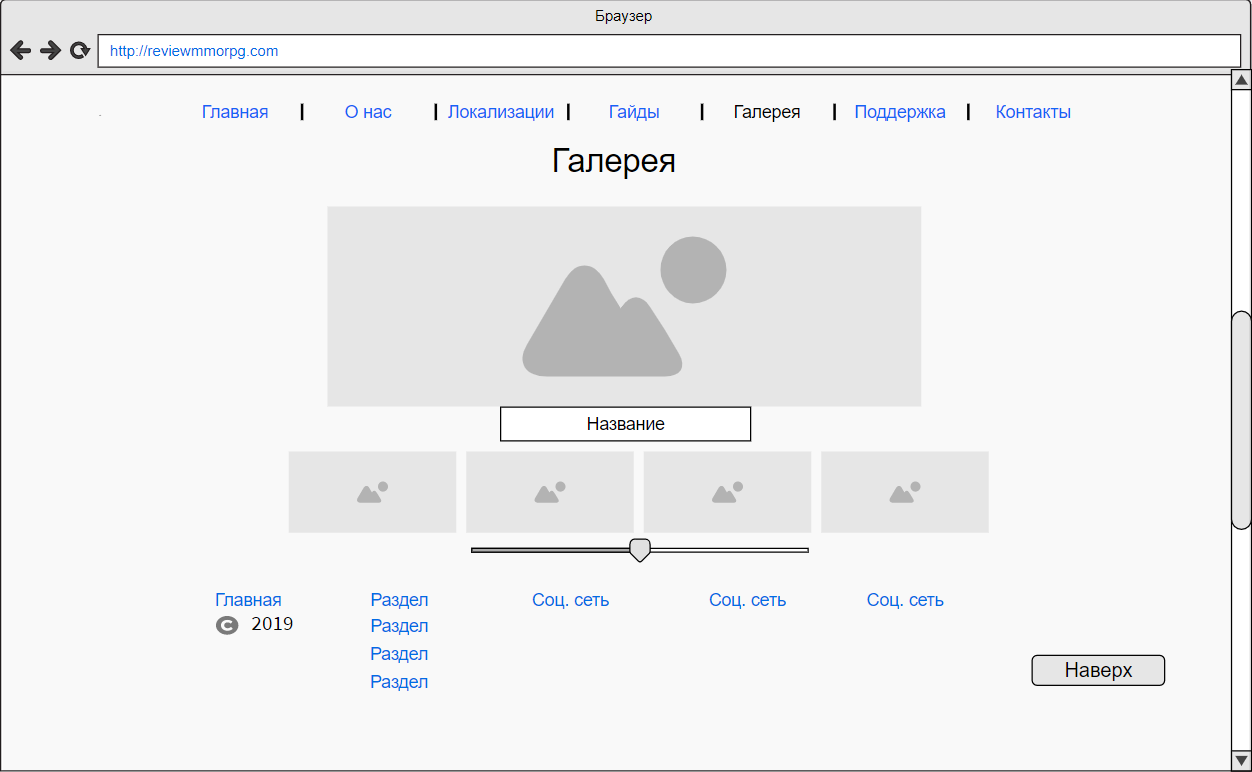 Браузер
http://reviewmmorpg.com
Главная | О нас | Локализации | Гайды | Галерея | Поддержка | Контакты
Галерея
Название
Главная Раздел Соц. сеть Соц. сеть Соц. сеть
© 2019 Раздел
Раздел
Наверх
Раздел